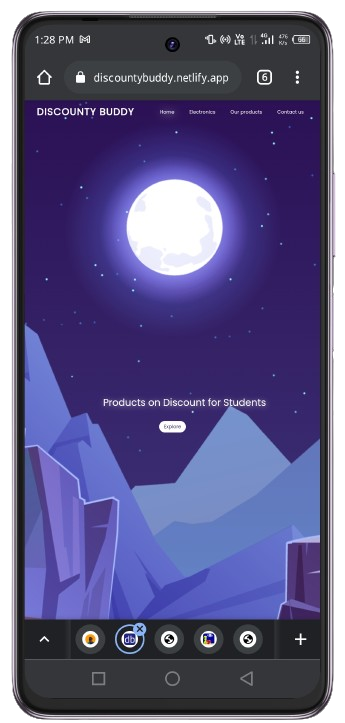 1:28 PM
Vo LTE
4G
476 K/s
66
discountybuddy.netlify.app
6
DISCOUNTY BUDDY
Home Electronics Our products Contact us
Products on Discount for Students
Explore
db